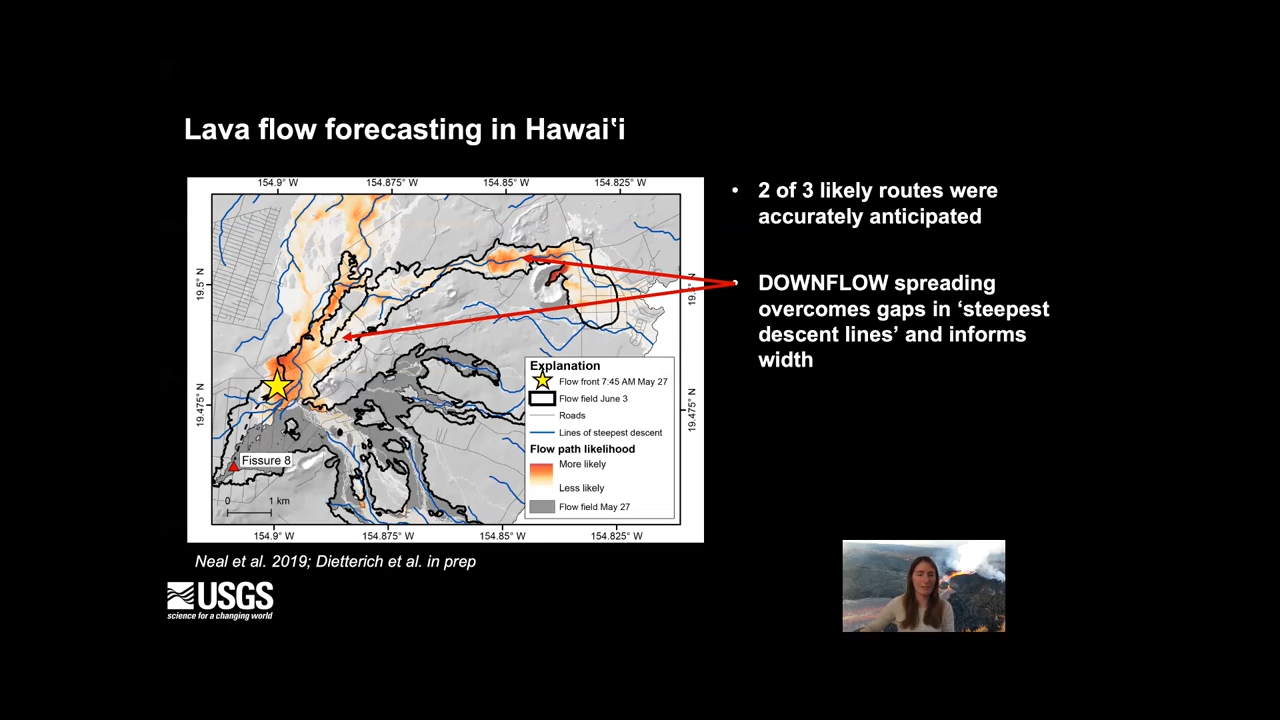 Lava flow forecasting in Hawaiʽi
154.9° W 154.875° W 154.85° W 154.825° W
19.5° N
19.475° N
19.475° N
Fissure 8
0 1 km
Explanation
Flow front 7:45 AM May 27
Flow field June 3
Roads
Lines of steepest descent
Flow path likelihood
More likely
Less likely
Flow field May 27
154.9° W 154.875° W 154.85° W 154.825° W
Neal et al. 2019; Dietterich et al. in prep
• 2 of 3 likely routes were
accurately anticipated
• DOWNFLOW spreading
overcomes gaps in ‘steepest
descent lines’ and informs
width
USGS
science for a changing world